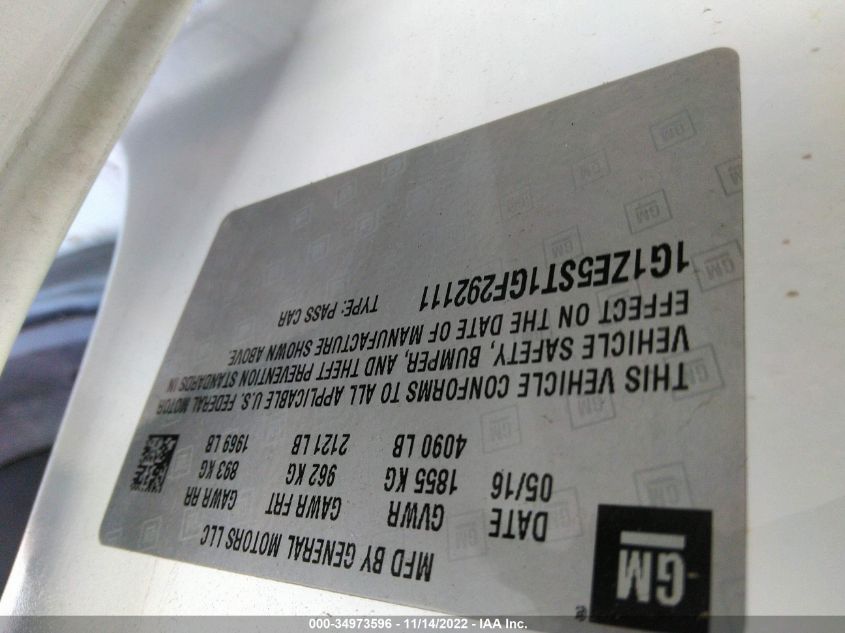 GM
MFD BY GENERAL MOTORS LLC
DATE GVWR GAWR FRT GAWR RR
05/16 1855 KG 962 KG 893 KG
4090 LB 2121 LB 1969 LB
THIS VEHICLE CONFORMS TO ALL APPLICABLE U.S. FEDERAL MOTOR
VEHICLE SAFETY, BUMPER, AND THEFT PREVENTION STANDARDS IN
EFFECT ON THE DATE OF MANUFACTURE SHOWN ABOVE.
1G1ZE5ST1GF292111 TYPE: PASS CAR
000-34973596 - 11/14/2022 - IAA Inc.